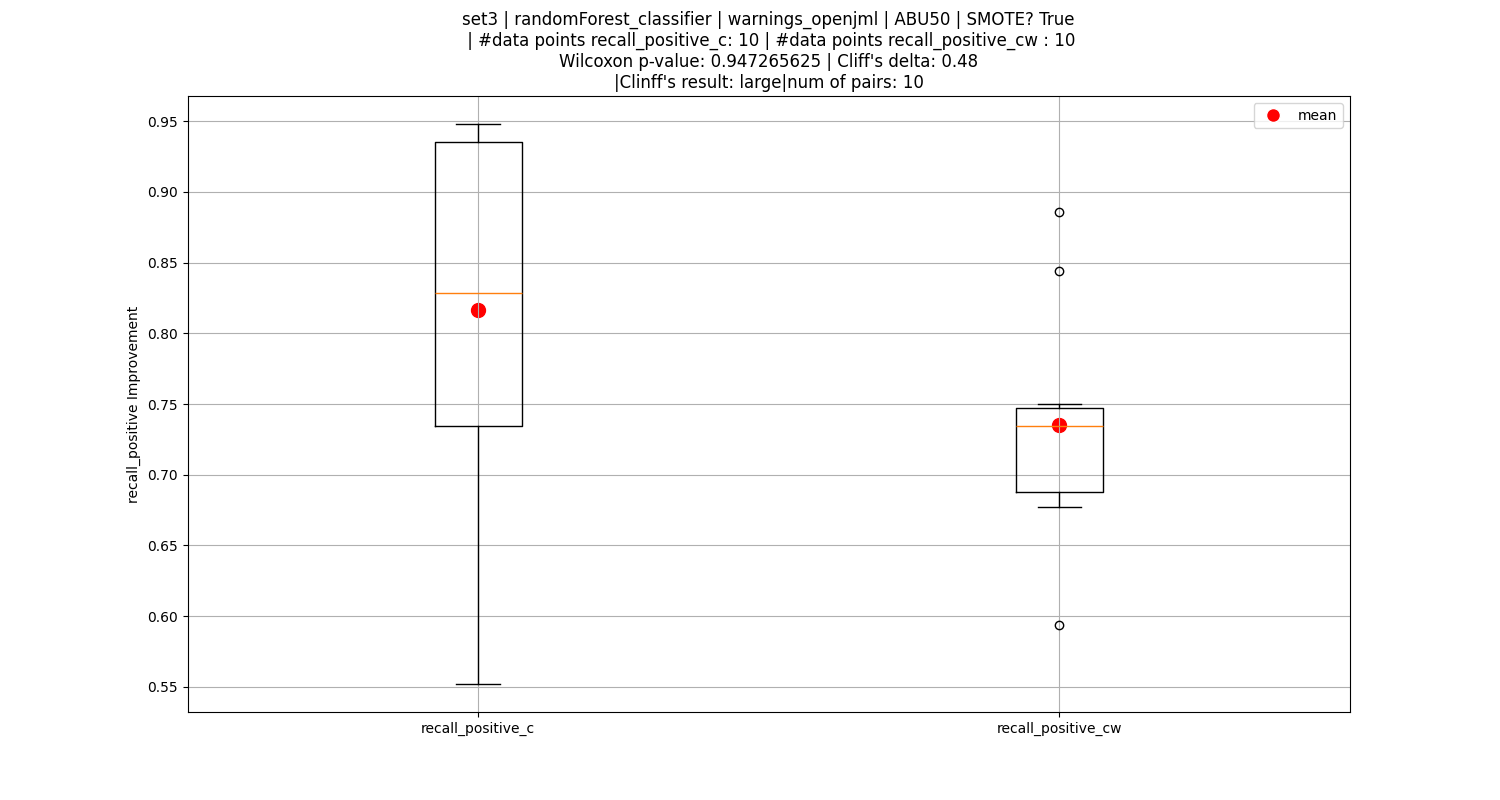 set3 | randomForest_classifier | warnings_openjml | ABU50 | SMOTE? True
| #data points recall_positive_c: 10 | #data points recall_positive_cw : 10
Wilcoxon p-value: 0.947265625 | Cliff's delta: 0.48
|Clinff's result: large|num of pairs: 10
mean
0.95
0.90
0.85
0.80
0.75
0.70
0.65
0.60
0.55
recall_positive Improvement
recall_positive_c
recall_positive_cw